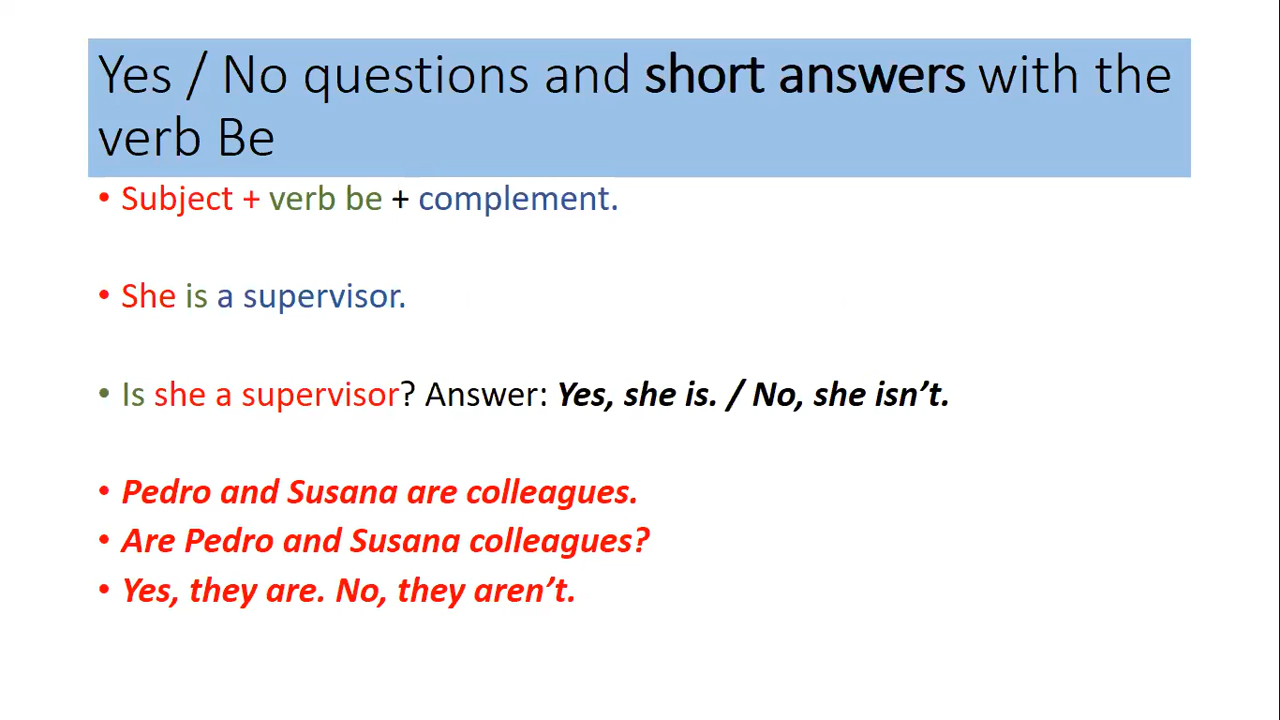 Yes / No questions and short answers with the
verb Be
• Subject + verb be + complement.
• She is a supervisor.
• Is she a supervisor? Answer: Yes, she is. / No, she isn’t.
• Pedro and Susana are colleagues.
• Are Pedro and Susana colleagues?
• Yes, they are. No, they aren’t.